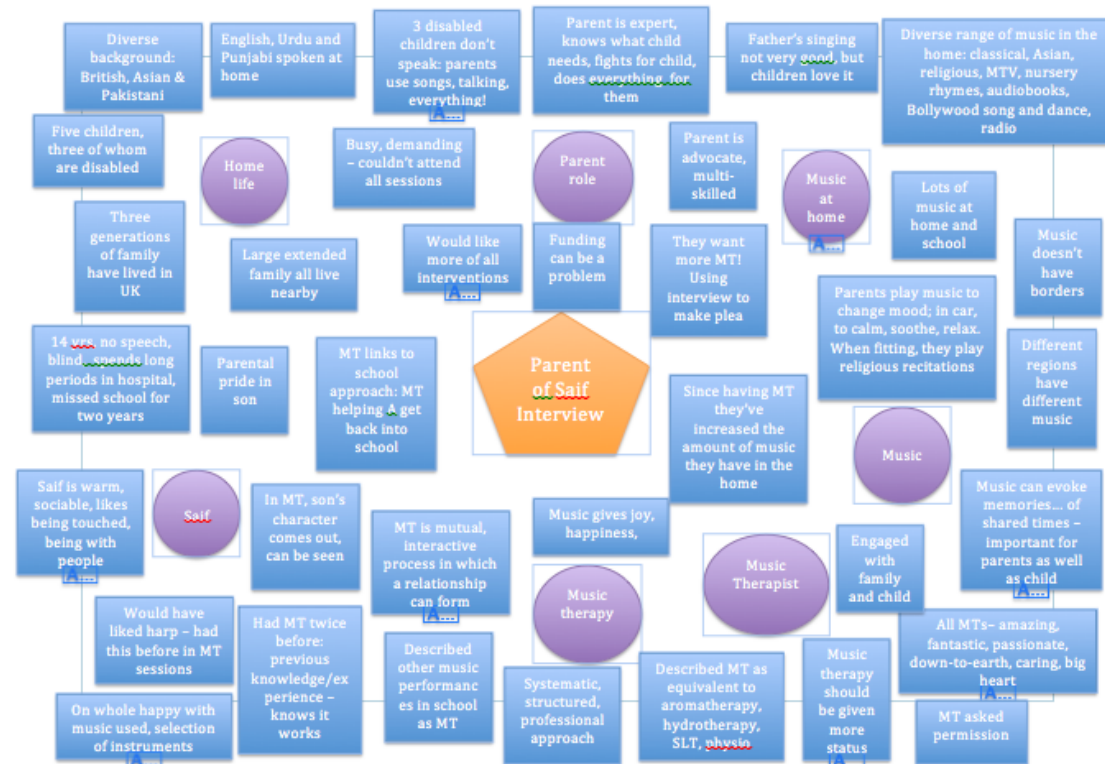 Diverse
background:
British, Asian &
Pakistani
English, Urdu and
Punjabi spoken at
home
3 disabled
children don't
speak: parents
use songs, talking,
everything!
A...
Parent is expert,
knows what child
needs, fights for child,
does everything for
them
Father's singing
not very good, but
children love it
Diverse range of music in the
home: classical, Asian,
religious, MTV, nursery
rhymes, audiobooks,
Bollywood song and dance,
radio
Five children,
three of whom
are disabled
Home
life
Busy, demanding
– couldn't attend
all sessions
Parent
role
Parent is
advocate,
multi-
skilled
Music
at
home
A...
Lots of
music at
home and
school
Three
generations
of family
have lived in
UK
Large extended
family all live
nearby
Would like
more of all
interventions
A...
Funding
can be a
problem
They want
more MT!
Using
interview to
make plea
Music
doesn't
have
borders
Parents play music to
change mood; in car,
to calm, soothe, relax.
When fitting, they play
religious recitations
14 yrs, no speech,
blind, spends long
periods in hospital,
missed school for
two years
Parental
pride in
son
MT links to
school
approach: MT
helping A get
back into
school
Parent
of Saif
Interview
Since having MT
they've
increased the
amount of music
they have in the
home
Different
regions
have
different
music
Music
Saif is warm,
sociable, likes
being touched,
being with
people
A...
Saif
In MT, son's
character
comes out,
can be seen
MT is mutual,
interactive
process in which
a relationship
can form
A...
Music gives joy,
happiness,
Music
Therapist
Engaged
with
family
and child
Music can evoke
memories... of
shared times –
important for
parents as well
as child
A...
Would have
liked harp – had
this before in MT
sessions
Had MT twice
before:
previous
knowledge/ex
perience –
knows it
works
Described
other music
performanc
es in school
as MT
Music
therapy
Systematic,
structured,
professional
approach
Described MT as
equivalent to
aromatherapy,
hydrotherapy,
SLT, physio
Music
therapy
should
be given
more
status
A...
All MTs– amazing,
fantastic, passionate,
down-to-earth, caring, big
heart
A...
On whole happy with
music used, selection
of instruments
A...
MT asked
permission